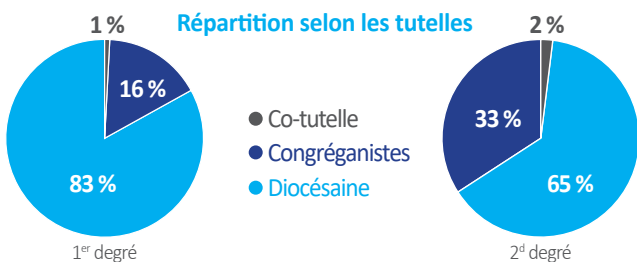 Répartition selon les tutelles
1 %
16 %
83 %
1er degré
Co-tutelle
Congréganistes
Diocésaine
2 %
33 %
65 %
2d degré